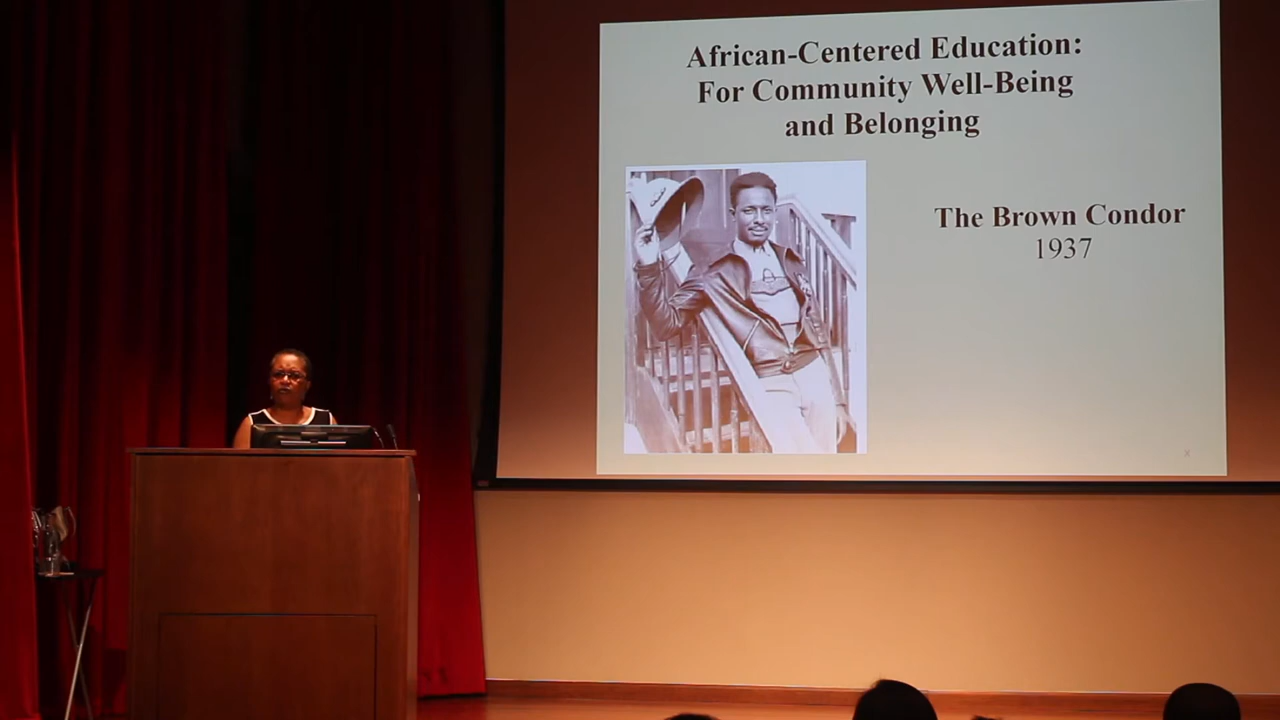 African-Centered Education:
For Community Well-Being
and Belonging
The Brown Condor
1937